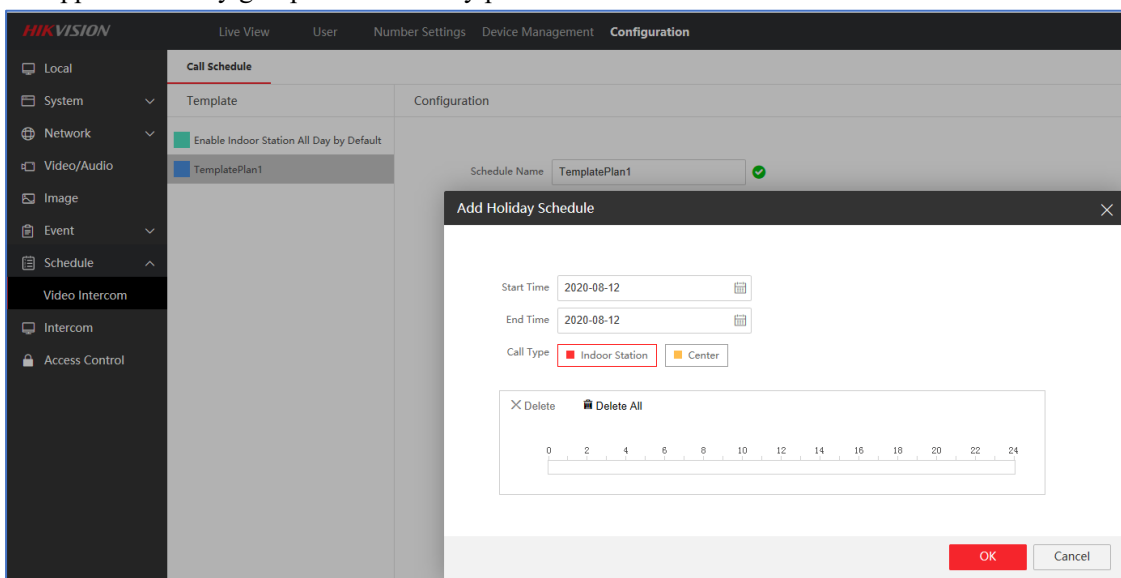 HIKVISION
Live View User Number Settings Device Management Configuration
Local
System
Network
Video/Audio
Image
Event
Schedule
Video Intercom
Intercom
Access Control
Call Schedule
Template
Enable Indoor Station All Day by Default
TemplatePlan1
Configuration
Schedule Name TemplatePlan1
Add Holiday Schedule
Start Time 2020-08-12
End Time 2020-08-12
Call Type Indoor Station Center
Delete Delete All
0 2 4 6 8 10 12 14 16 18 20 22 24
OK Cancel